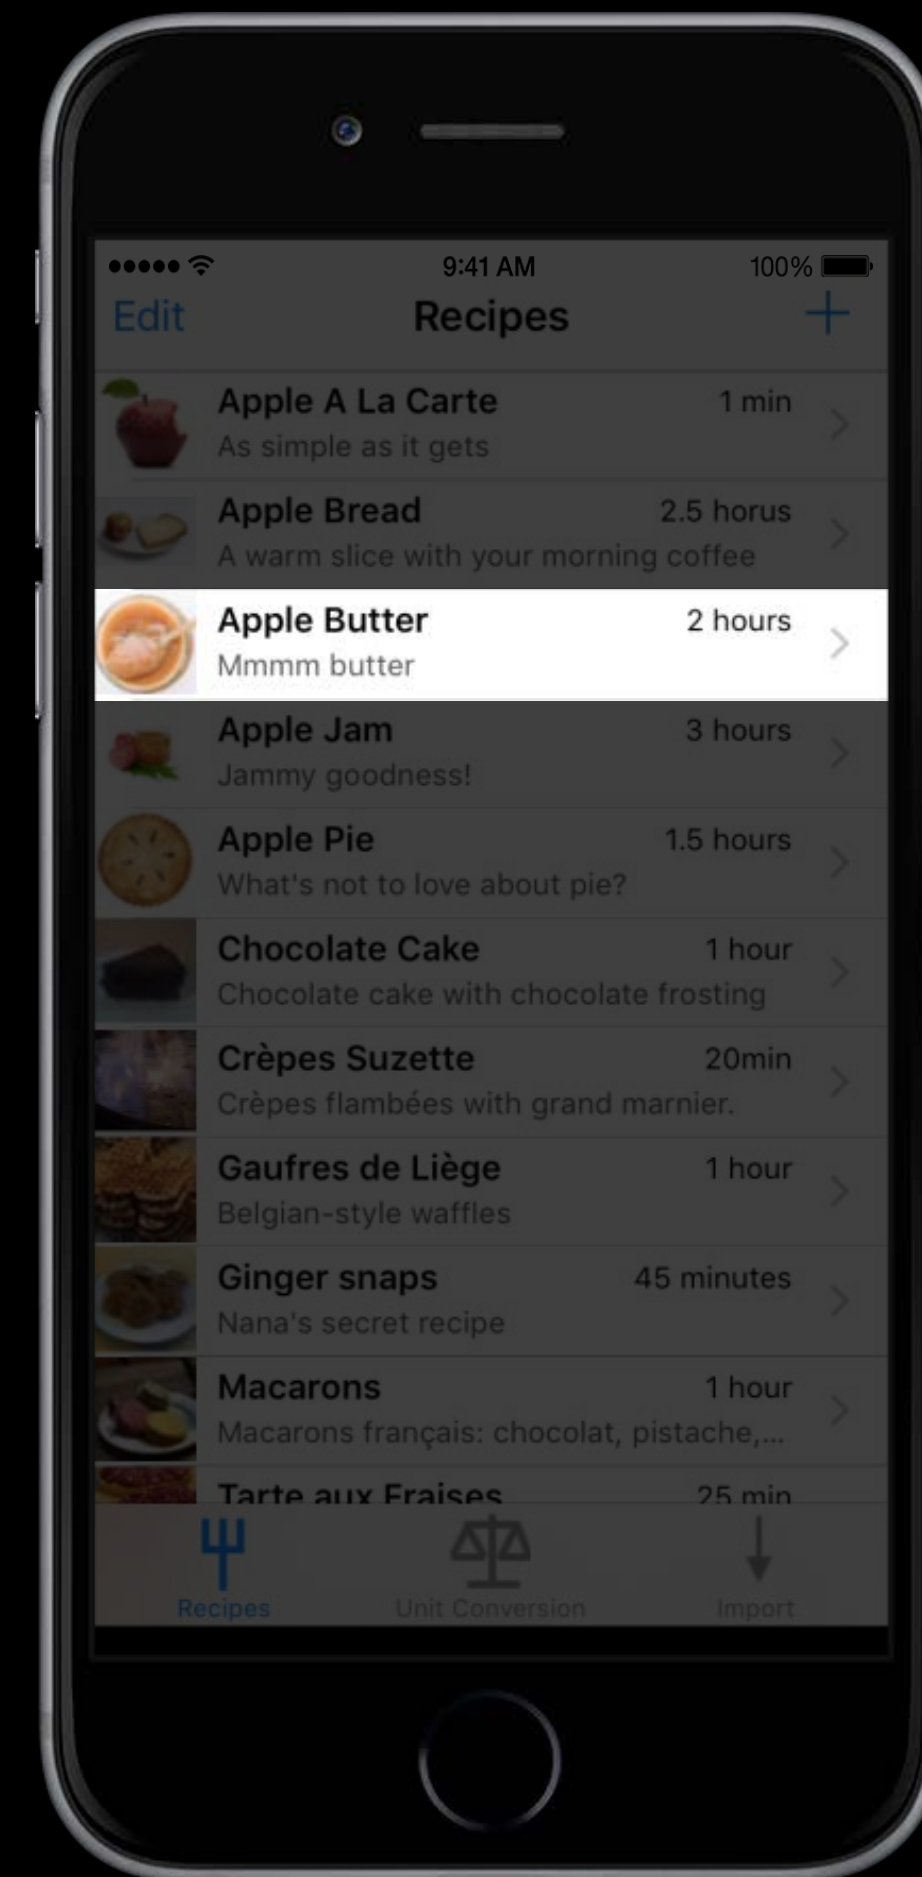 9:41 AM 100%
Edit Recipes +
Apple A La Carte 1 min
As simple as it gets
Apple Bread 2.5 horus
A warm slice with your morning coffee
Apple Butter 2 hours
Mmmm butter
Apple Jam 3 hours
Jammy goodness!
Apple Pie 1.5 hours
What's not to love about pie?
Chocolate Cake 1 hour
Chocolate cake with chocolate frosting
Crèpes Suzette 20min
Crèpes flambées with grand marnier.
Gaufres de Liège 1 hour
Belgian-style waffles
Ginger snaps 45 minutes
Nana's secret recipe
Macarons 1 hour
Macarons français: chocolat, pistache,...
Tarte aux Fraises 25 min
Recipes Unit Conversion Import